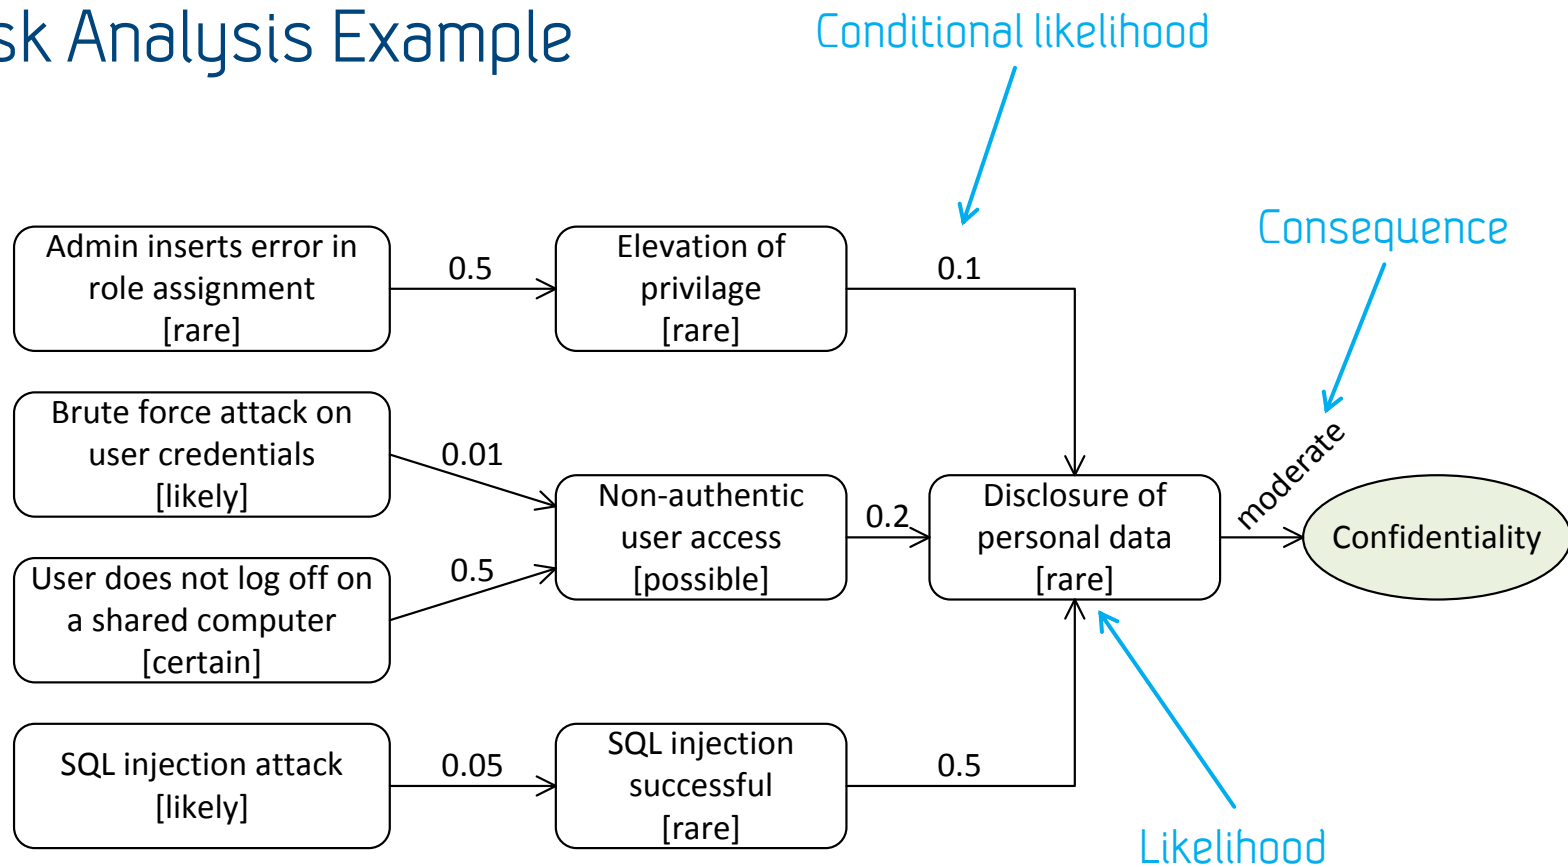 sk Analysis Example
Conditional likelihood
Consequence
Admin inserts error in
role assignment
[rare]
0.5
Elevation of
privilage
[rare]
0.1
Brute force attack on
user credentials
[likely]
0.01
User does not log off on
a shared computer
[certain]
0.5
Non-authentic
user access
[possible]
0.2
Disclosure of
personal data
[rare]
moderate
Confidentiality
SQL injection attack
[likely]
0.05
SQL injection
successful
[rare]
0.5
Likelihood